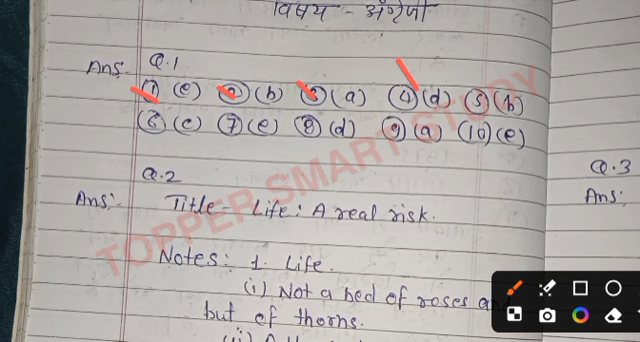 विषय - अंग्रेजी
Ans: Q.1
① (e) ② (b) ③ (a) ④ (d) ⑤ (b)
⑥ (c) ⑦ (e) ⑧ (d) ⑨ (a) ⑩ (e)
Q.2
Ans: Title - Life: A real risk.
Notes: 1. Life.
(i) Not a bed of roses and
but of thorns.
Q.3
Ans:
TOPPER SMART STUDY